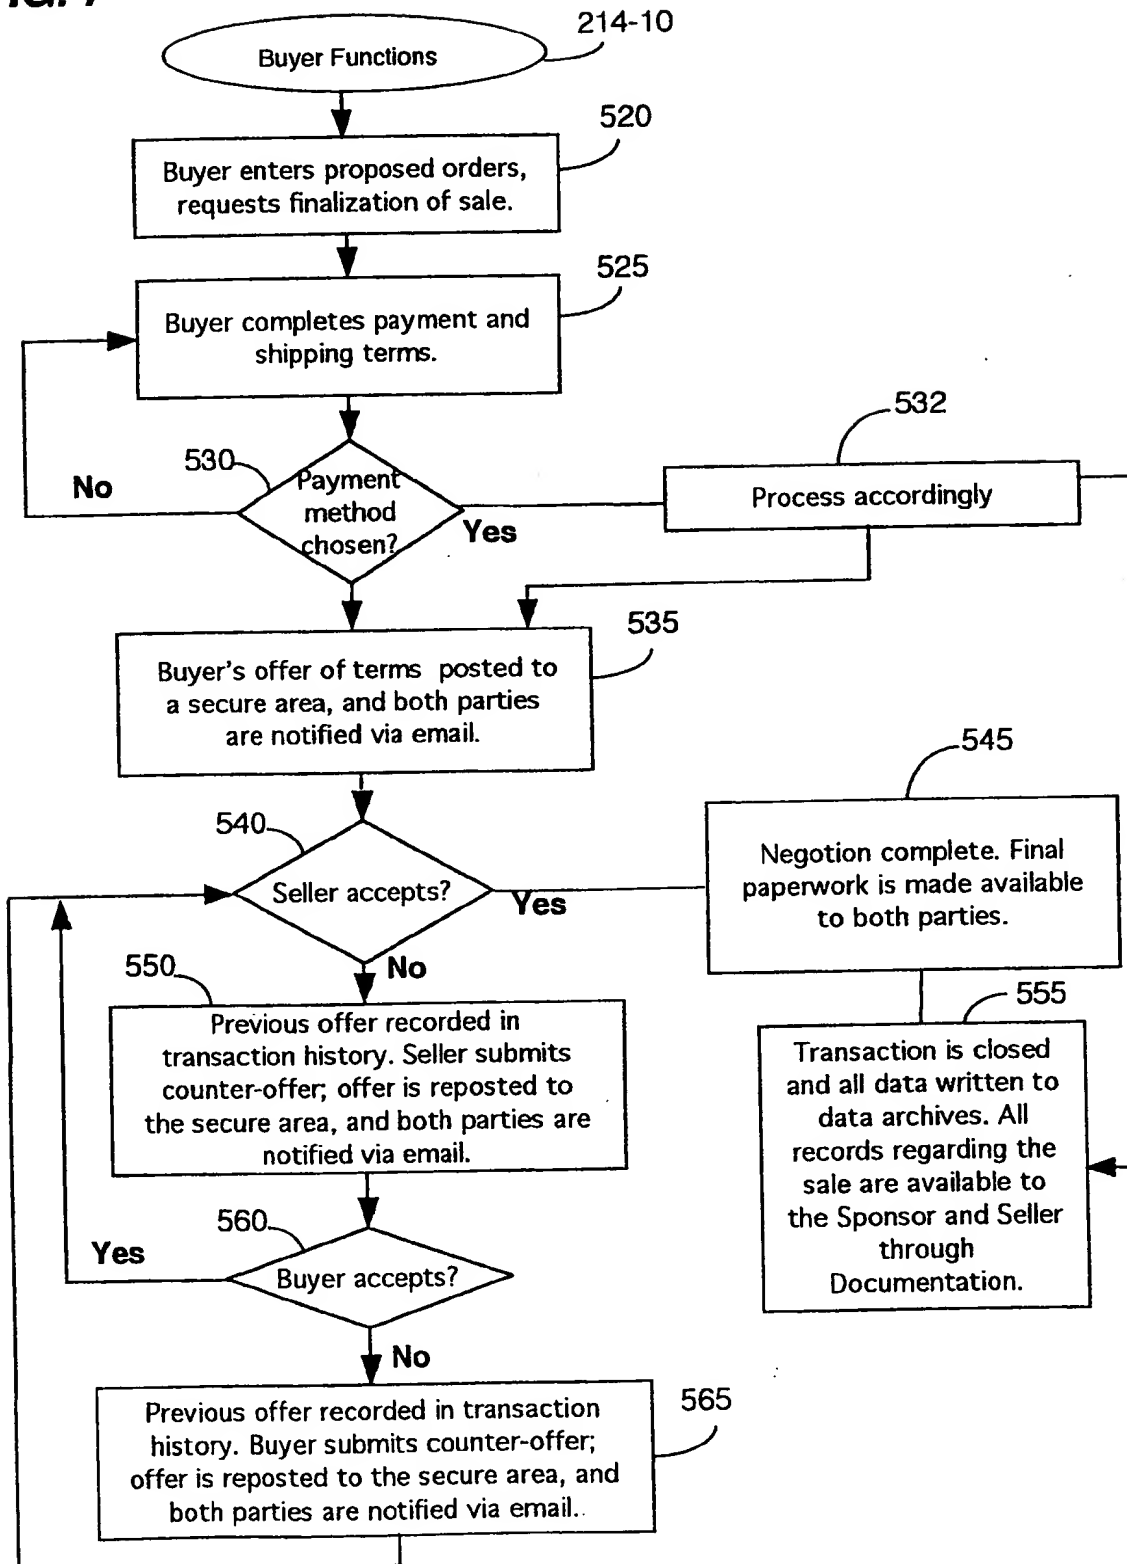 Buyer Functions
214-10
520
Buyer enters proposed orders,
requests finalization of sale.
525
Buyer completes payment and
shipping terms.
532
530
No
Payment
method
chosen?
Yes
Process accordingly
535
Buyer's offer of terms posted to
a secure area, and both parties
are notified via email.
545
540
Seller accepts?
Yes
Negotion complete. Final
paperwork is made available
to both parties.
No
550
Previous offer recorded in
transaction history. Seller submits
counter-offer; offer is reposted to
the secure area, and both parties are
notified via email.
555
Transaction is closed
and all data written to
data archives. All
records regarding the
sale are available to
the Sponsor and Seller
through
Documentation.
560
Yes
Buyer accepts?
No
565
Previous offer recorded in transaction
history. Buyer submits counter-offer;
offer is reposted to the secure area, and
both parties are notified via email.